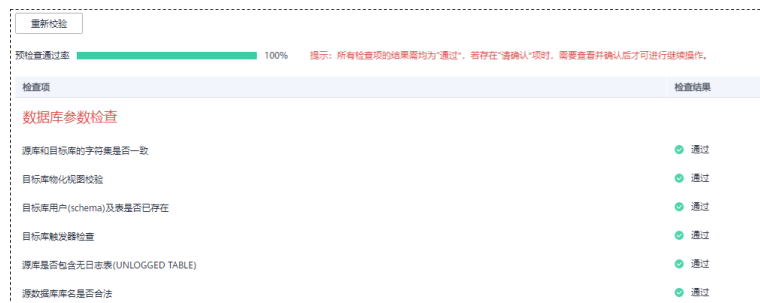 重新校验
预检查通过率 100% 提示：所有检查项的结果需均为"通过"，若存在"请确认"项时，需要查看并确认后才可进行继续操作。
检查项 检查结果
数据库参数检查
源库和目标库的字符集是否一致 通过
目标库物化视图校验 通过
目标库用户(schema)及表是否已存在 通过
目标库触发器检查 通过
源库是否包含无日志表(UNLOGGED TABLE) 通过
源数据库库名是否合法 通过